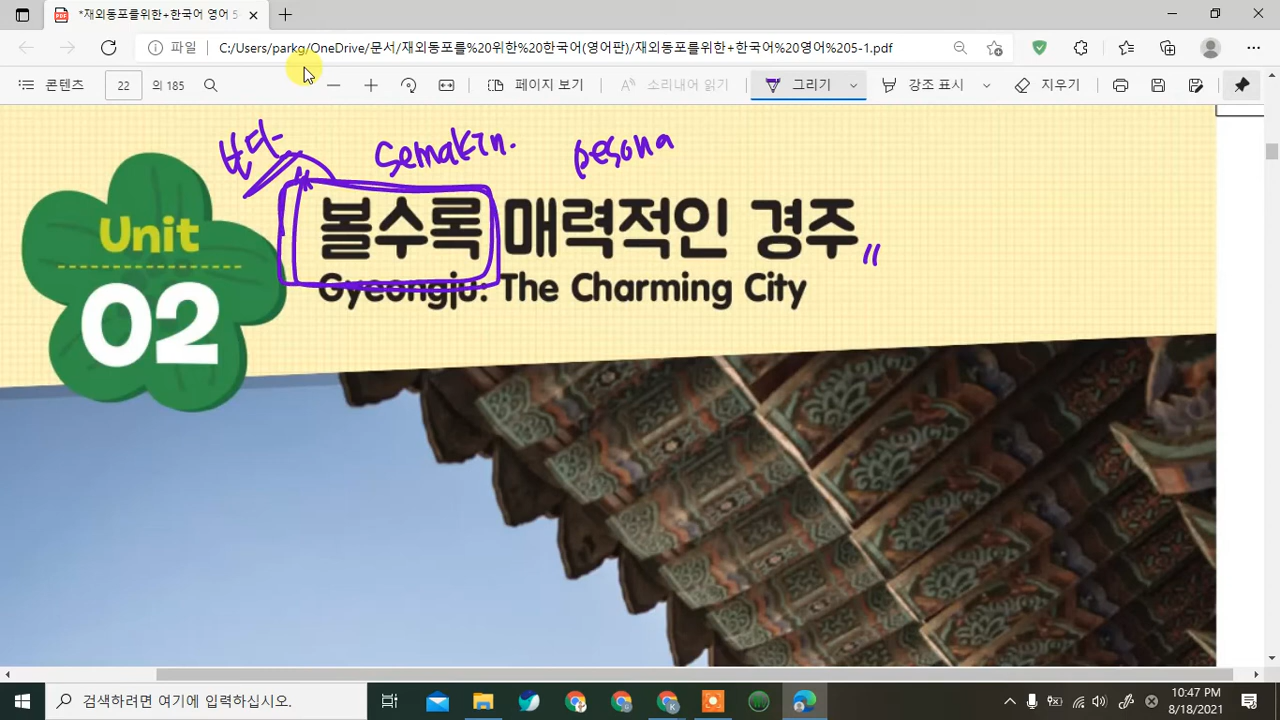 *재외동포를위한+한국어 영어 5
파일 C:/Users/parkg/OneDrive/문서/재외동포를%20위한%20한국어(영어판)/재외동포를위한+한국어%20영어%205-1.pdf
콘텐츠 22 의 185 페이지 보기 소리내어 읽기 그리기 강조 표시 지우기
보다 Semakin. pesona
Unit
02
볼수록 매력적인 경주
Gyeongju: The Charming City
검색하려면 여기에 입력하십시오.
10:47 PM
8/18/2021